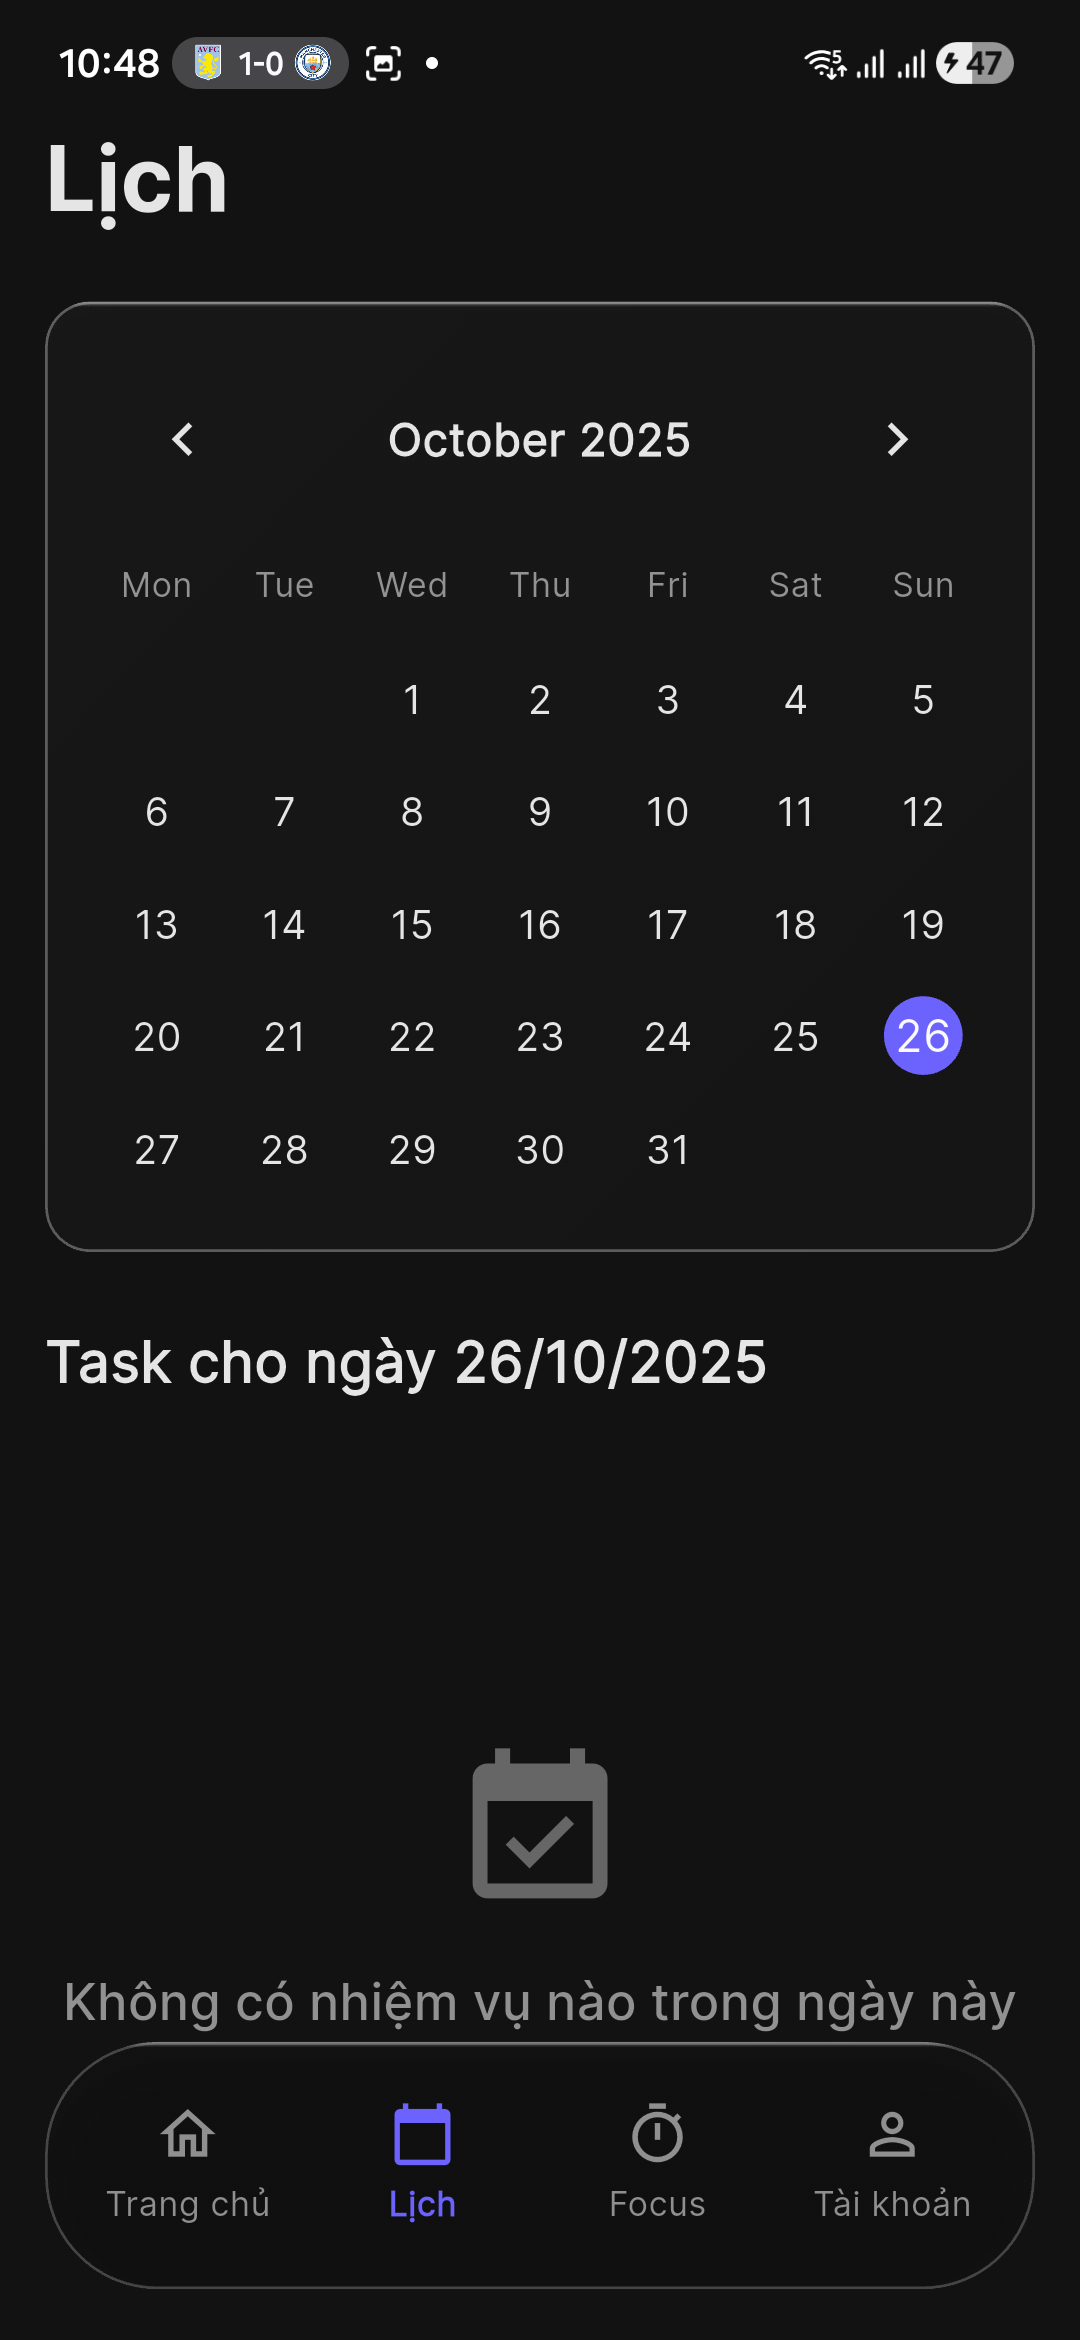 10:48 AVFC 1-0 5 47
Lịch
October 2025
Mon Tue Wed Thu Fri Sat Sun
1 2 3 4 5
6 7 8 9 10 11 12
13 14 15 16 17 18 19
20 21 22 23 24 25 26
27 28 29 30 31
Task cho ngày 26/10/2025
Không có nhiệm vụ nào trong ngày này
Trang chủ Lịch Focus Tài khoản